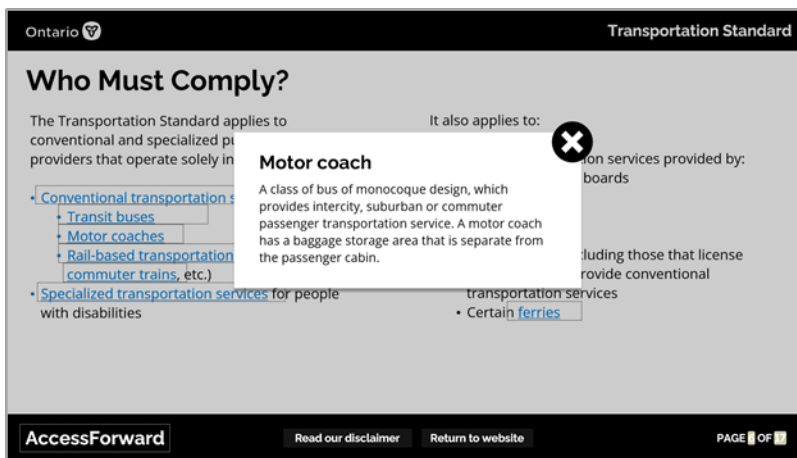 Ontario
Transportation Standard
Who Must Comply?
The Transportation Standard applies to
conventional and specialized
providers that operate solely in
• Conventional transportation
• Transit buses
• Motor coaches
• Rail-based transportation
commuter trains, etc.)
• Specialized transportation services for people
with disabilities
It also applies to:
services provided by:
boards
those that license
conventional
transportation services
• Certain ferries
Motor coach
A class of bus of monocoque design, which
provides intercity, suburban or commuter
passenger transportation service. A motor coach
has a baggage storage area that is separate from
the passenger cabin.
AccessForward
Read our disclaimer
Return to website
PAGE 6 OF 17